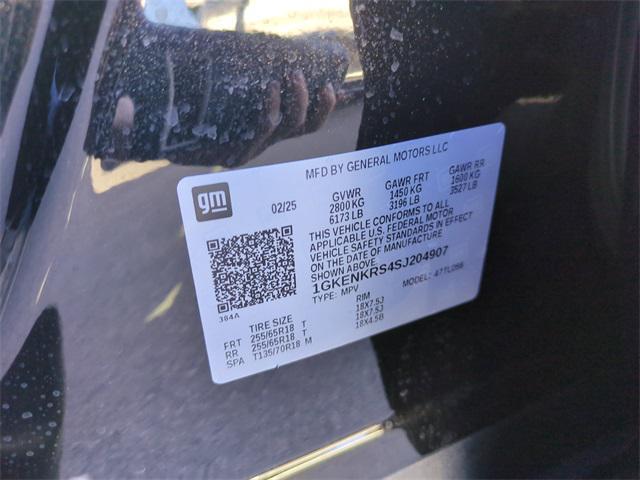 MFD BY GENERAL MOTORS LLC
gm
02/25
GVWR GAWR FRT GAWR RR
2800 KG 1450 KG 1600 KG
6173 LB 3196 LB 3527 LB
THIS VEHICLE CONFORMS TO ALL
APPLICABLE U.S. FEDERAL MOTOR
VEHICLE SAFETY STANDARDS IN EFFECT
ON THE DATE OF MANUFACTURE
SHOWN ABOVE.
1GKENKRS4SJ204907
TYPE: MPV MODEL: 4TTL056
384A
TIRE SIZE RIM
FRT 255/65R18 T 18X7.5J
RR 255/65R18 T 18X7.5J
SPA T135/70R18 M 18X4.5B